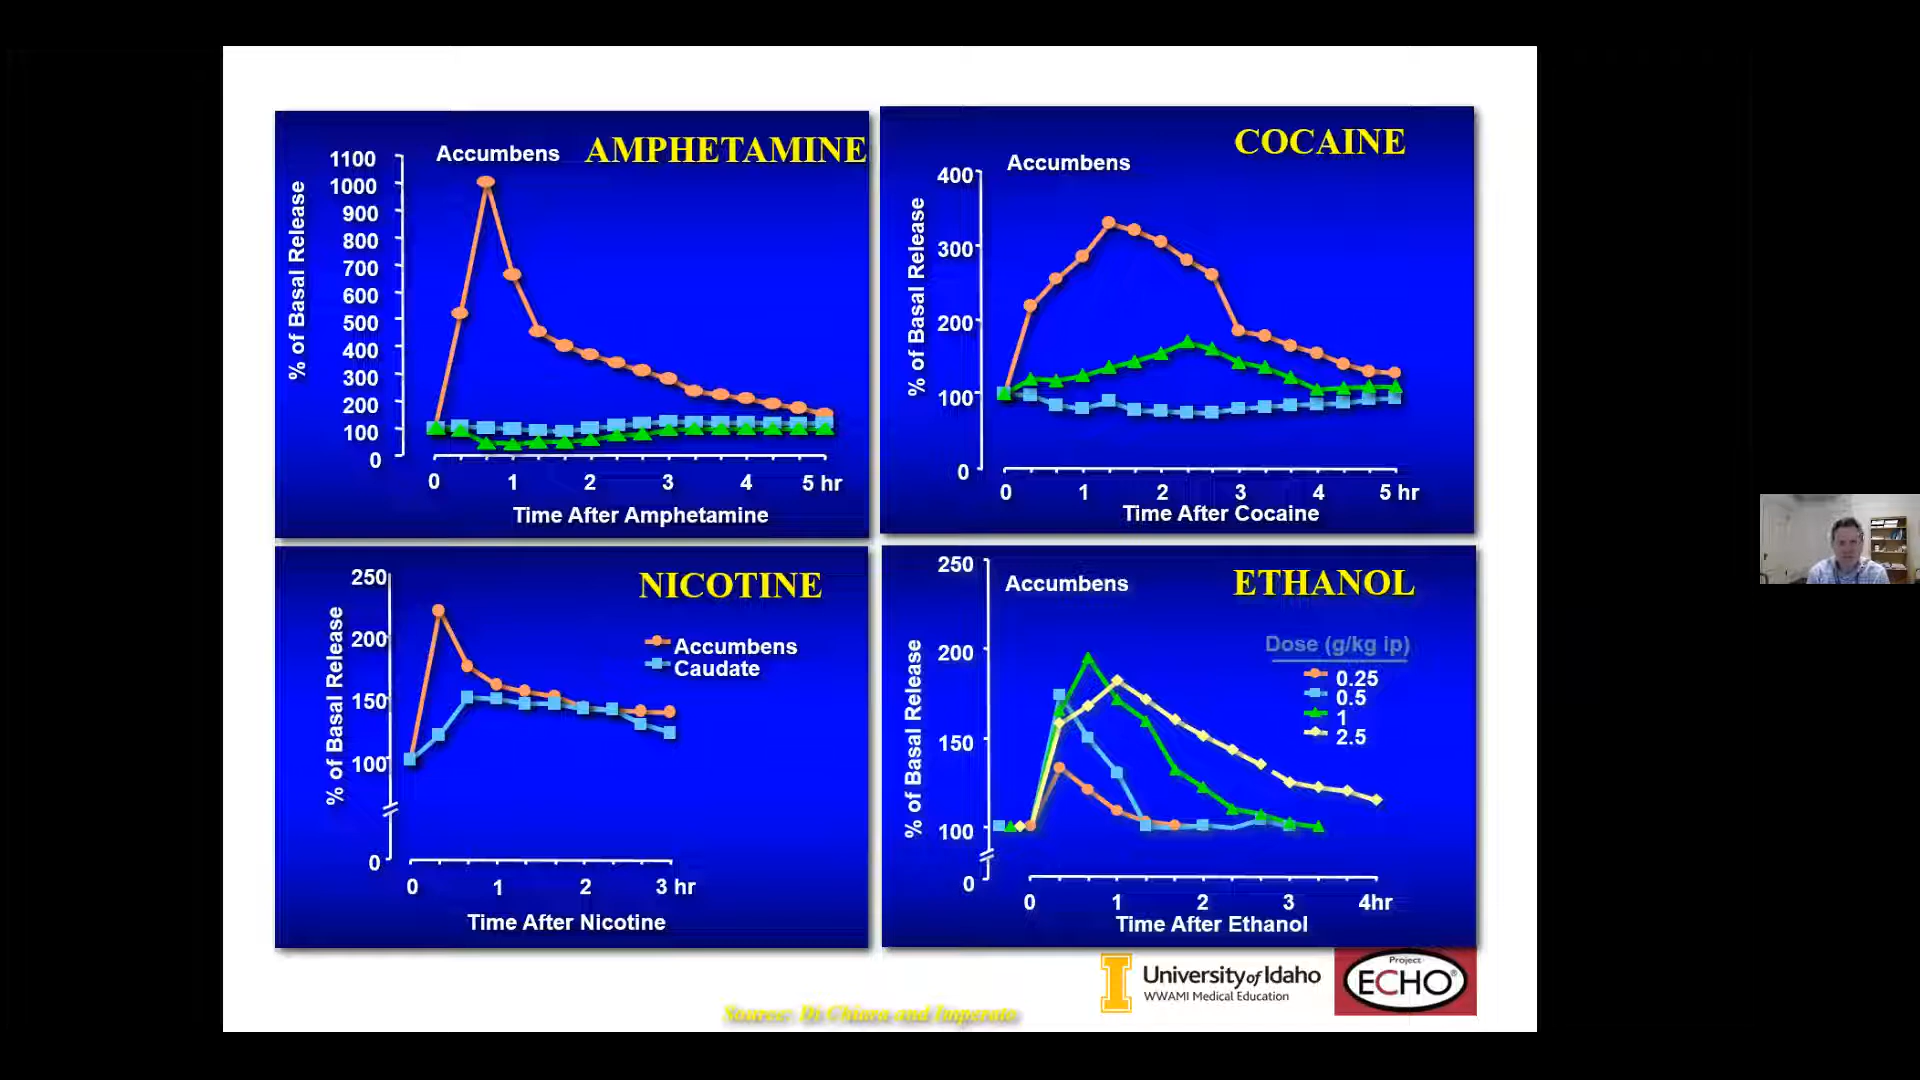 AMPHETAMINE
Accumbens
% of Basal Release
1100
1000
900
800
700
600
500
400
300
200
100
0
0 1 2 3 4 5 hr
Time After Amphetamine
COCAINE
Accumbens
% of Basal Release
400
300
200
100
0
0 1 2 3 4 5 hr
Time After Cocaine
NICOTINE
% of Basal Release
250
200
150
100
0
Accumbens
Caudate
0 1 2 3 hr
Time After Nicotine
ETHANOL
Accumbens
% of Basal Release
250
200
150
100
0
Dose (g/kg ip)
0.25
0.5
1
2.5
0 1 2 3 4hr
Time After Ethanol
Source: Di Chiara and Imperato
University of Idaho
WWAMI Medical Education
Project
ECHO®